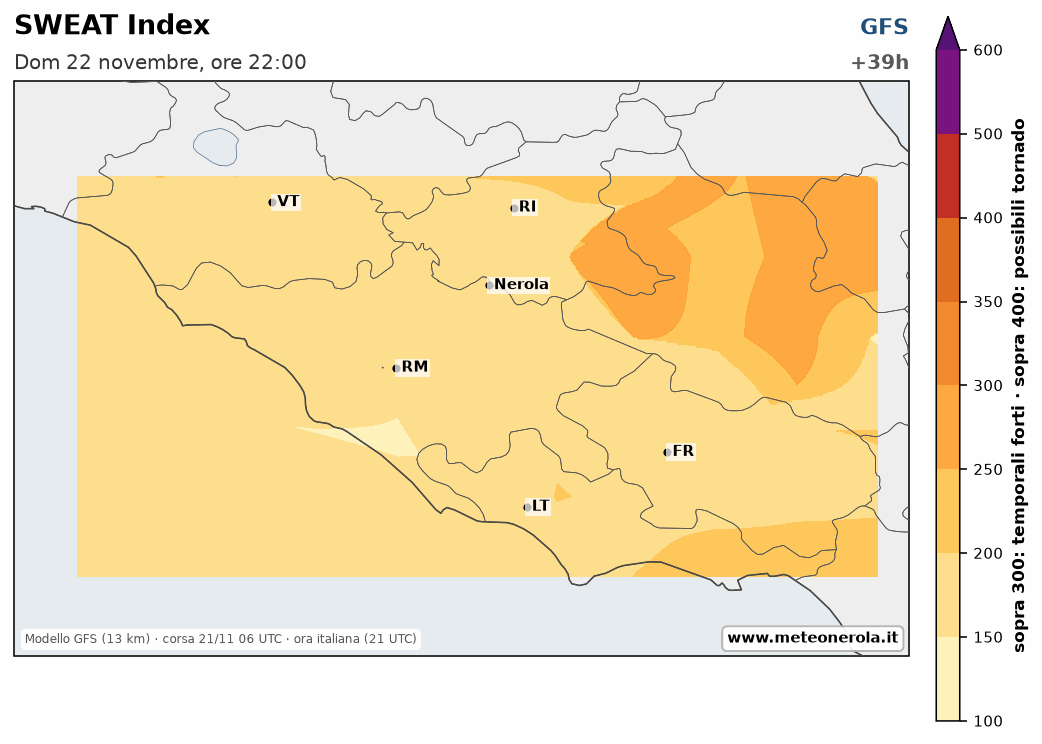 SWEAT Index
GFS
Dom 22 novembre, ore 22:00
+39h
VT
RI
Nerola
RM
FR
LT
Modello GFS (13 km) · corsa 21/11 06 UTC · ora italiana (21 UTC)
www.meteonerola.it
600
500
400
350
300
250
200
150
100
sopra 300: temporali forti · sopra 400: possibili tornado